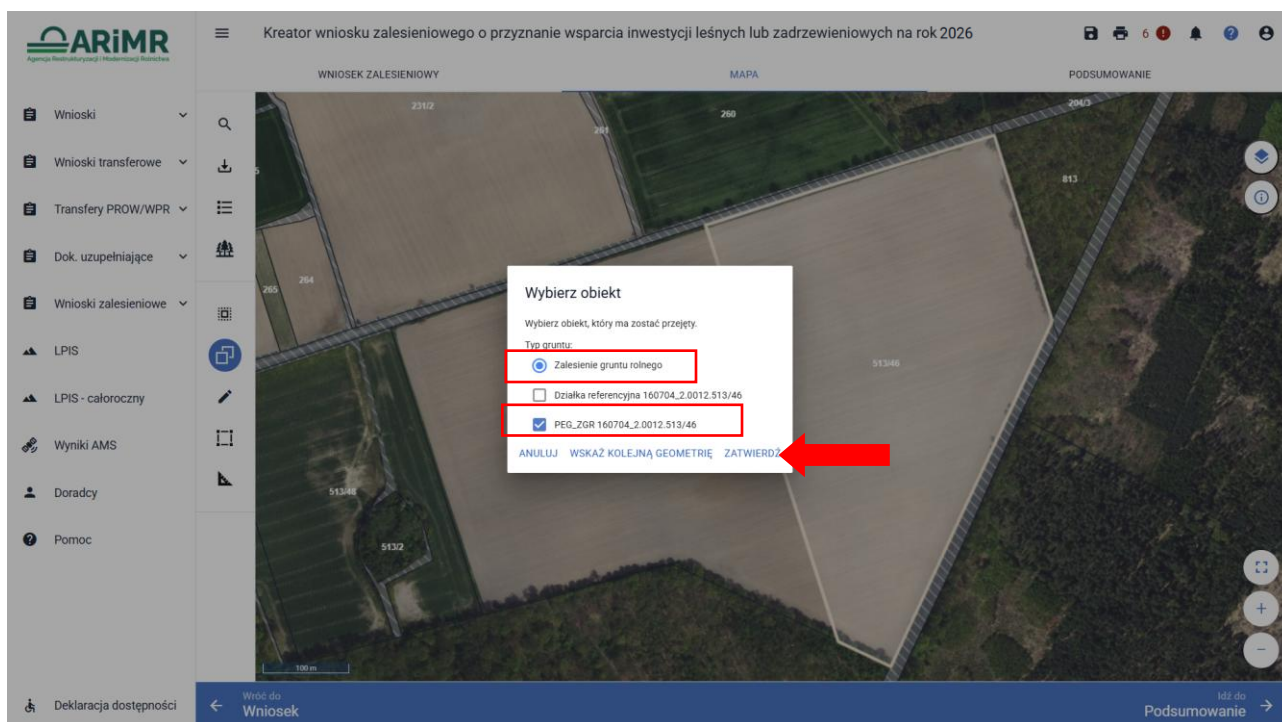 ARiMR
Agencja Restrukturyzacji i Modernizacji Rolnictwa
Kreator wniosku zalesieniowego o przyznanie wsparcia inwestycji leśnych lub zadrzewieniowych na rok 2026
6
WNIOSEK ZALESIENIOWY
MAPA
PODSUMOWANIE
Wnioski
Wnioski transferowe
Transfery PROW/WPR
Dok. uzupełniające
Wnioski zalesieniowe
LPIS
LPIS - całoroczny
Wyniki AMS
Doradcy
Pomoc
Deklaracja dostępności
231/2
261
260
204/3
813
5
264
265
513/46
513/46
513/2
100 m
Wybierz obiekt
Wybierz obiekt, który ma zostać przejęty.
Typ gruntu:
Zalesienie gruntu rolnego
Działka referencyjna 160704_2.0012.513/46
PEG_ZGR 160704_2.0012.513/46
ANULUJ WSKAŻ KOLEJNĄ GEOMETRIĘ ZATWIERDŹ
Wróć do
Wniosek
Idź do
Podsumowanie